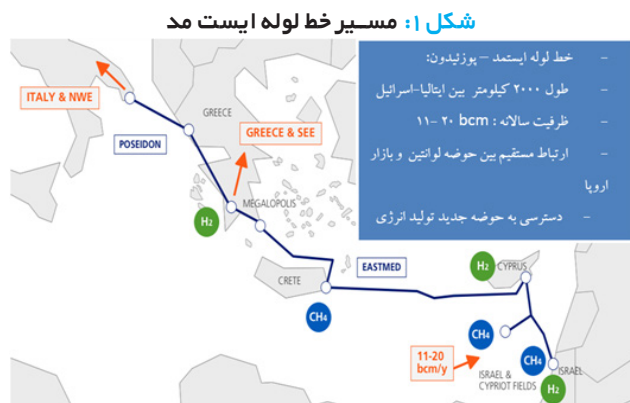 شکل ۱: مسیر خط لوله ایست مد
- خط لوله ایستمد – پوزئیدون:
- طول ۲۰۰۰ کیلومتر بین ایتالیا-اسرائیل
- ظرفیت سالانه : ۱۱- ۲۰ bcm
- ارتباط مستقیم بین حوضه لوانتین و بازار
اروپا
- دسترسی به حوضه جدید تولید انرژی
ITALY & NWE
POSEIDON
GREECE
GREECE & SEE
MEGALOPOLIS
H₂
CRETE
EASTMED
CH₄
H₂
CYPRUS
CH₄
11-20
bcm/y
CH₄
ISRAEL &
CYPRIOT FIELDS
ISRAEL
H₂